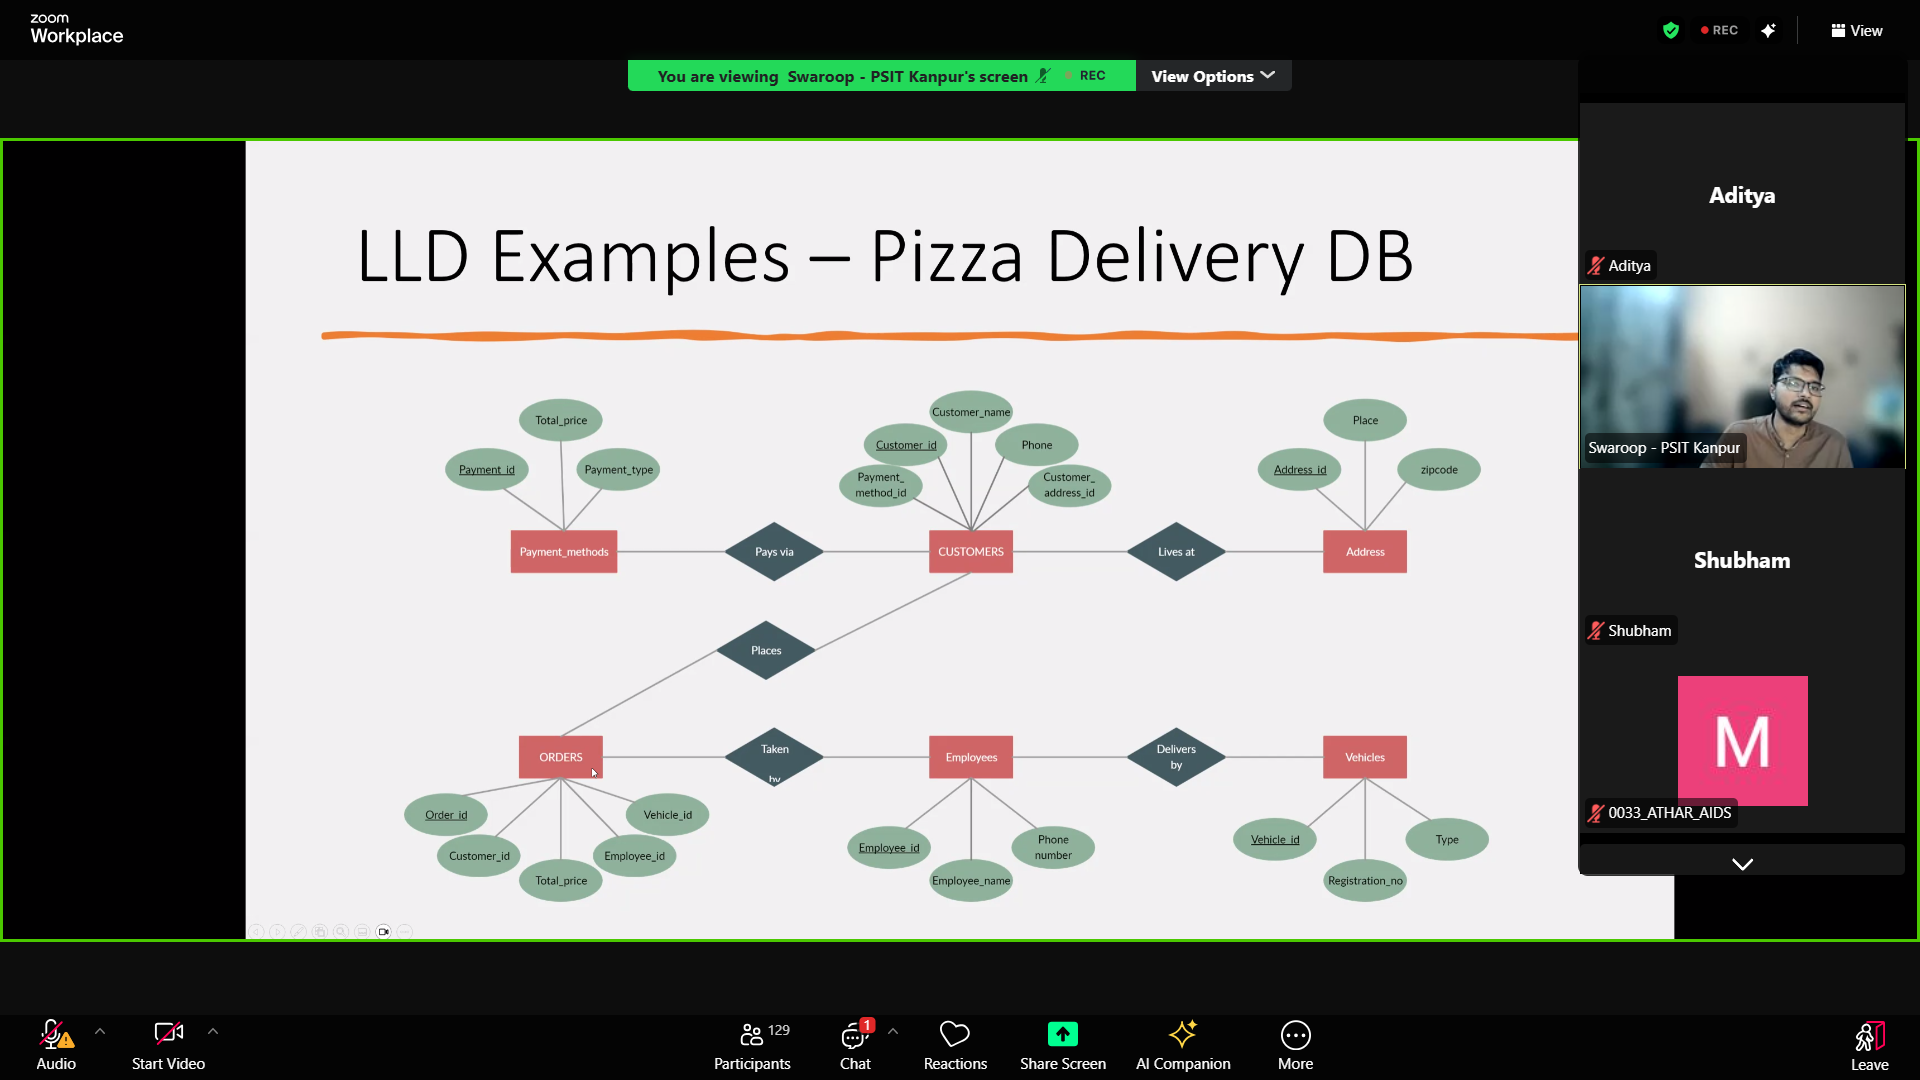 zoom
Workplace
REC
View
You are viewing Swaroop - PSIT Kanpur's screen
REC
View Options
LLD Examples – Pizza Delivery DB
Total_price
Payment_id
Payment_type
Payment_methods
Pays via
Customer_name
Customer_id
Phone
Payment_
method_id
Customer_
address_id
CUSTOMERS
Lives at
Place
Address_id
zipcode
Address
Places
ORDERS
Taken
by
Employees
Delivers
by
Vehicles
Order_id
Vehicle_id
Customer_id
Employee_id
Total_price
Employee_id
Phone
number
Employee_name
Vehicle_id
Type
Registration_no
Aditya
Aditya
Swaroop - PSIT Kanpur
Shubham
Shubham
M
0033_ATHAR_AIDS
Audio
Start Video
129
Participants
1
Chat
Reactions
Share Screen
AI Companion
More
Leave